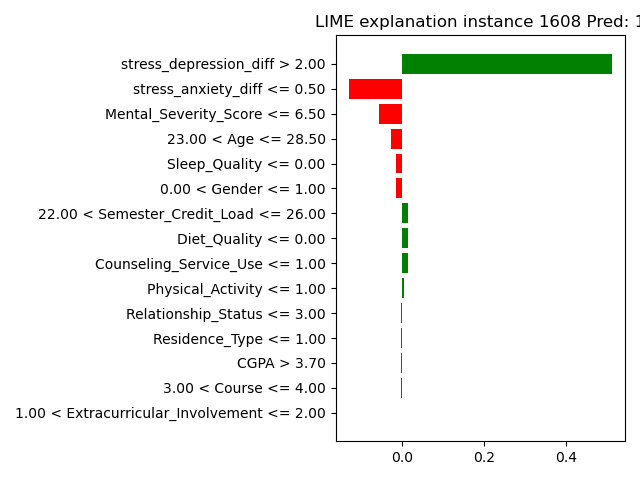 LIME explanation instance 1608 Pred: 1
stress_depression_diff > 2.00
stress_anxiety_diff <= 0.50
Mental_Severity_Score <= 6.50
23.00 < Age <= 28.50
Sleep_Quality <= 0.00
0.00 < Gender <= 1.00
22.00 < Semester_Credit_Load <= 26.00
Diet_Quality <= 0.00
Counseling_Service_Use <= 1.00
Physical_Activity <= 1.00
Relationship_Status <= 3.00
Residence_Type <= 1.00
CGPA > 3.70
3.00 < Course <= 4.00
1.00 < Extracurricular_Involvement <= 2.00
0.0 0.2 0.4